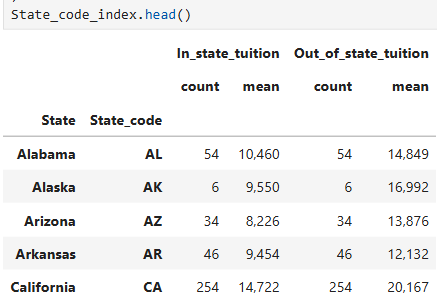 State_code_index.head()
In_state_tuition Out_of_state_tuition
count mean count mean
State State_code
Alabama AL 54 10,460 54 14,849
Alaska AK 6 9,550 6 16,992
Arizona AZ 34 8,226 34 13,876
Arkansas AR 46 9,454 46 12,132
California CA 254 14,722 254 20,167